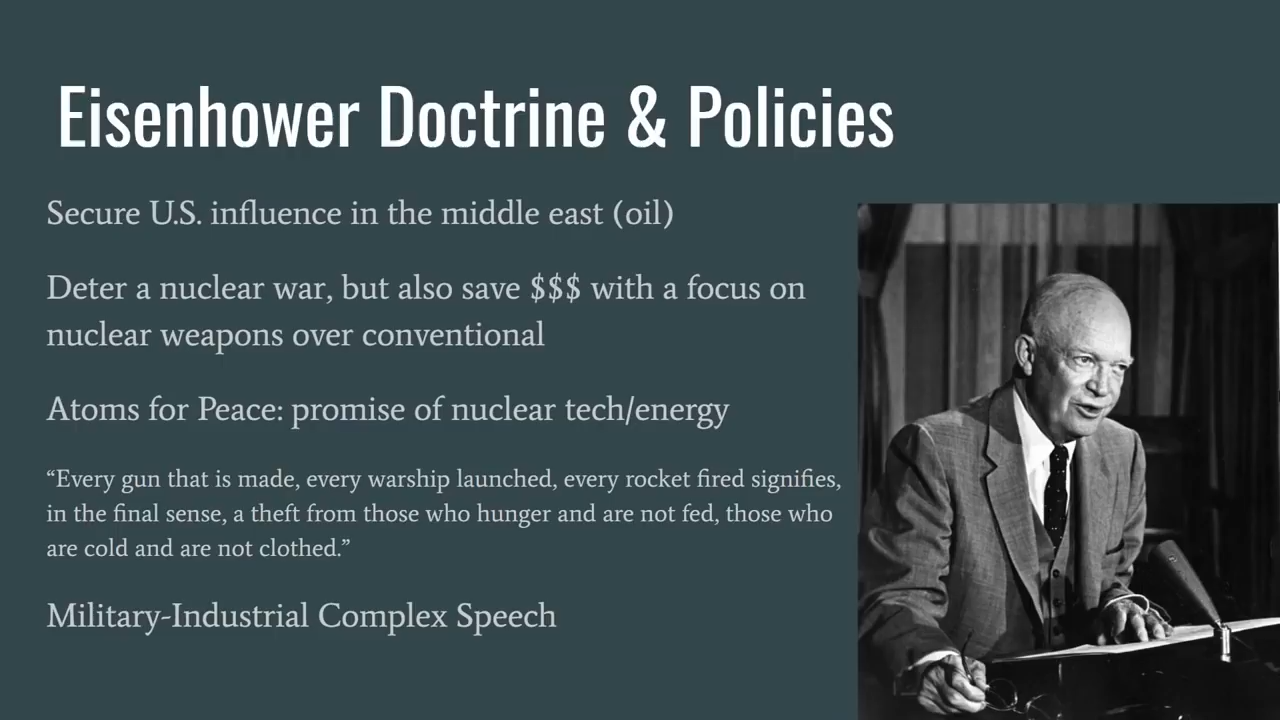 Eisenhower Doctrine & Policies
Secure U.S. influence in the middle east (oil)
Deter a nuclear war, but also save $$$ with a focus on
nuclear weapons over conventional
Atoms for Peace: promise of nuclear tech/energy
“Every gun that is made, every warship launched, every rocket fired signifies,
in the final sense, a theft from those who hunger and are not fed, those who
are cold and are not clothed.”
Military-Industrial Complex Speech